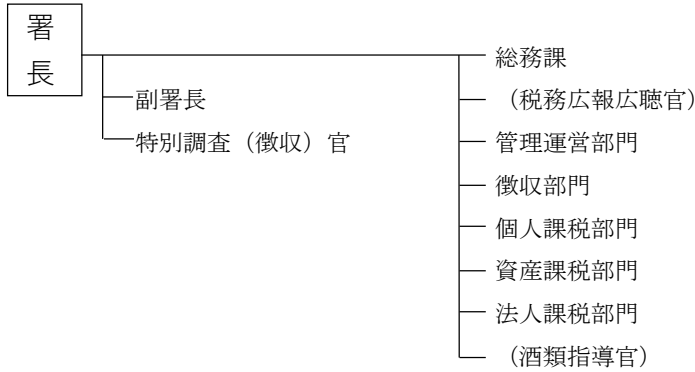 署長
副署長
特別調査（徴収）官
総務課
（税務広報広聴官）
管理運営部門
徴収部門
個人課税部門
資産課税部門
法人課税部門
（酒類指導官）